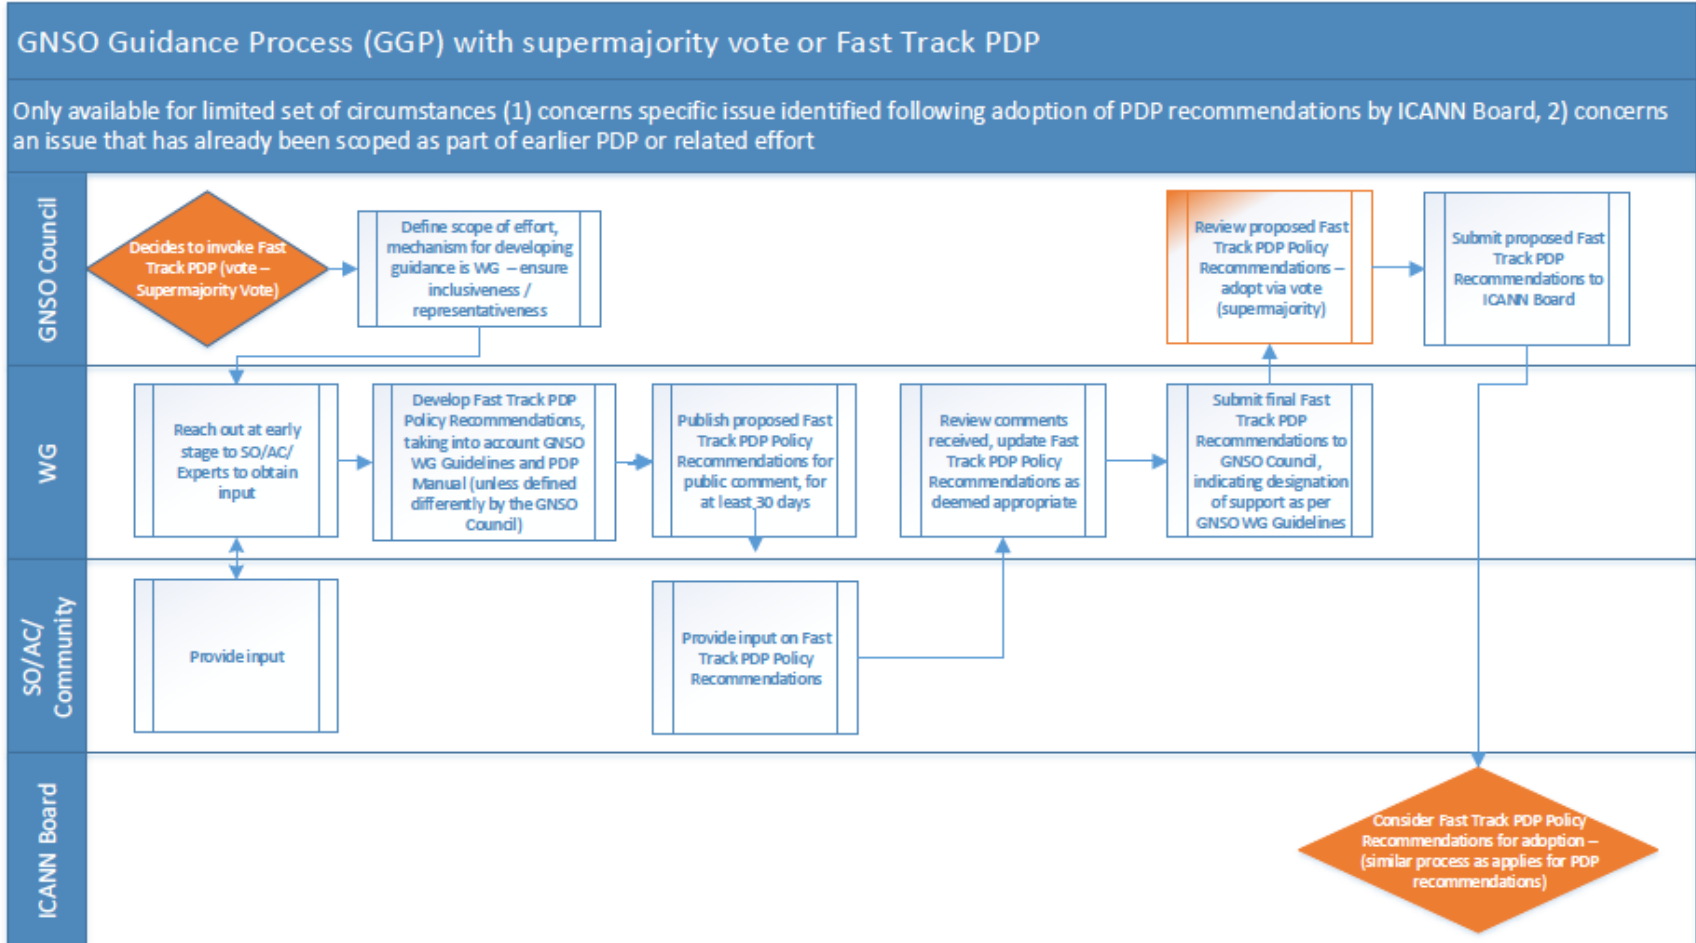 GNSO Guidance Process (GGP) with supermajority vote or Fast Track PDP
Only available for limited set of circumstances (1) concerns specific issue identified following adoption of PDP recommendations by ICANN Board, 2) concerns
an issue that has already been scoped as part of earlier PDP or related effort
GNSO Council
Decides to invoke Fast
Track PDP (vote –
Supermajority Vote)
Define scope of effort,
mechanism for developing
guidance is WG – ensure
inclusiveness /
representativeness
Review proposed Fast
Track PDP Policy
Recommendations –
adopt via vote
(supermajority)
Submit proposed Fast
Track PDP
Recommendations to
ICANN Board
WG
Reach out at early
stage to SO/AC/
Experts to obtain
input
Develop Fast Track PDP
Policy Recommendations,
taking into account GNSO
WG Guidelines and PDP
Manual (unless defined
differently by the GNSO
Council)
Publish proposed Fast
Track PDP Policy
Recommendations for
public comment, for
at least 30 days
Review comments
received, update Fast
Track PDP Policy
Recommendations as
deemed appropriate
Submit final Fast
Track PDP
Recommendations to
GNSO Council,
indicating designation
of support as per
GNSO WG Guidelines
SO/AC/
Community
Provide input
Provide input on Fast
Track PDP Policy
Recommendations
ICANN Board
Consider Fast Track PDP Policy
Recommendations for adoption –
(similar process as applies for PDP
recommendations)